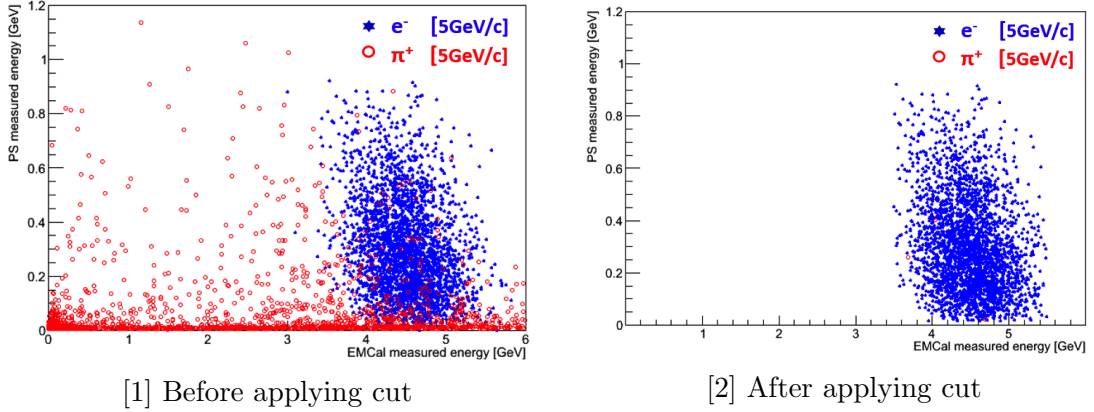 PS measured energy [GeV]
1.2
1
0.8
0.6
0.4
0.2
0
0 1 2 3 4 5 6
EMCal measured energy [GeV]
e⁻ [5GeV/c]
π⁺ [5GeV/c]
[1] Before applying cut
PS measured energy [GeV]
1.2
1
0.8
0.6
0.4
0.2
0
1 2 3 4 5
EMCal measured energy [GeV]
e⁻ [5GeV/c]
π⁺ [5GeV/c]
[2] After applying cut